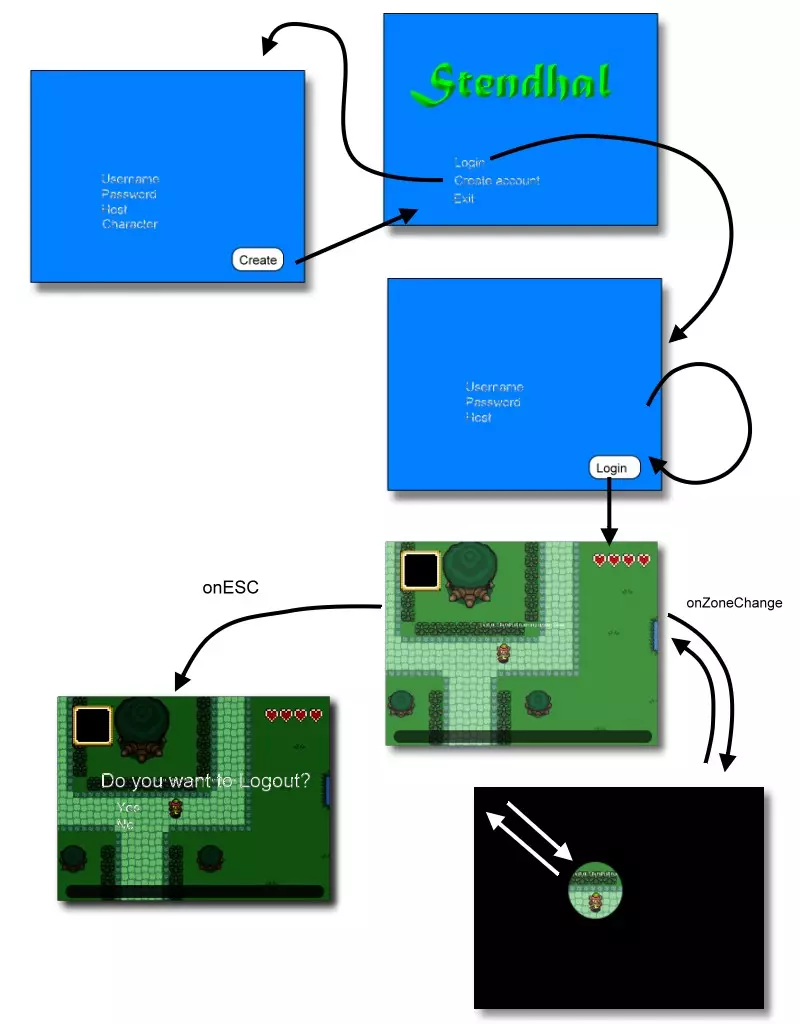 Stendhal
Login
Create account
Exit
Username
Password
Host
Character
Create
Username
Password
Host
Login
onESC
onZoneChange
Do you want to Logout?
Yes
No